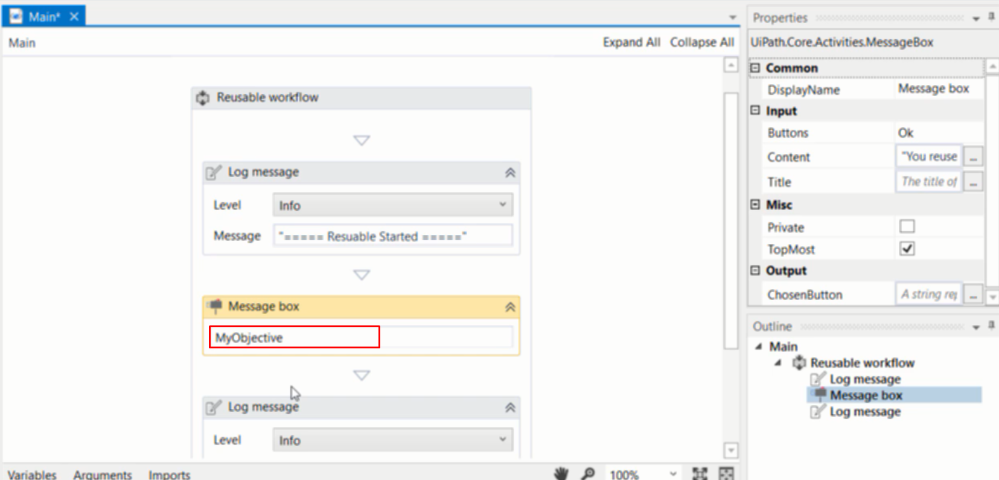 Main*
Main
Expand All Collapse All
Reusable workflow
Log message
Level Info
Message "===== Resuable Started ====="
Message box
MyObjective
Log message
Level Info
Variables Arguments Imports 100%
Properties
UiPath.Core.Activities.MessageBox
Common
DisplayName Message box
Input
Buttons Ok
Content "You reuse ...
Title The title of ...
Misc
Private
TopMost
Output
ChosenButton A string rep ...
Outline
Main
Reusable workflow
Log message
Message box
Log message